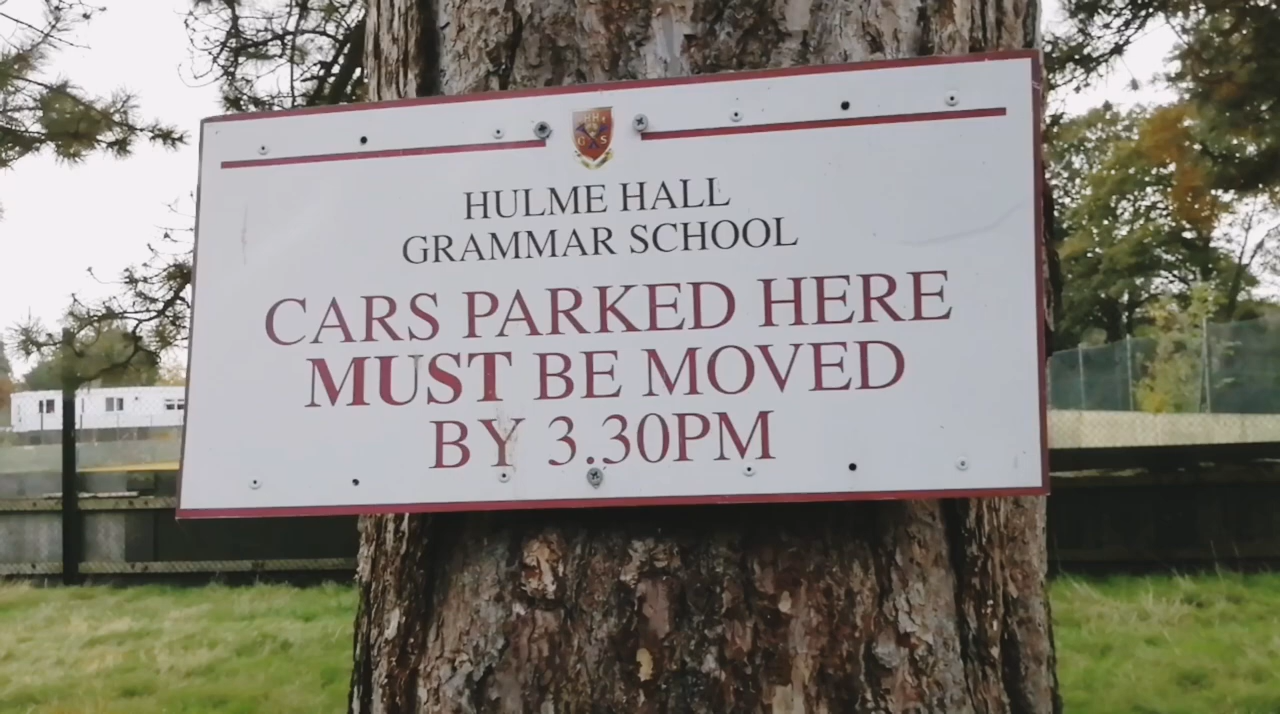 HULME HALL
GRAMMAR SCHOOL
CARS PARKED HERE
MUST BE MOVED
BY 3.30PM